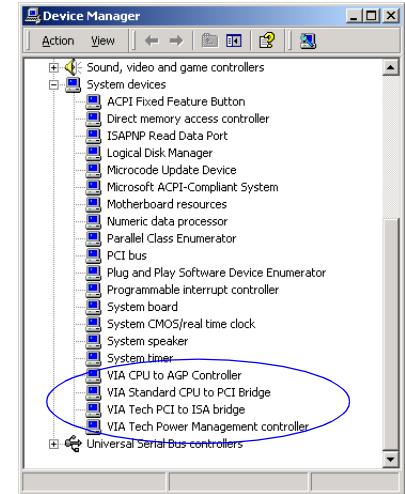 Device Manager
Action View
Sound, video and game controllers
System devices
ACPI Fixed Feature Button
Direct memory access controller
ISAPNP Read Data Port
Logical Disk Manager
Microcode Update Device
Microsoft ACPI-Compliant System
Motherboard resources
Numeric data processor
Parallel Class Enumerator
PCI bus
Plug and Play Software Device Enumerator
Programmable interrupt controller
System board
System CMOS/real time clock
System speaker
System timer
VIA CPU to AGP Controller
VIA Standard CPU to PCI Bridge
VIA Tech PCI to ISA bridge
VIA Tech Power Management controller
Universal Serial Bus controllers